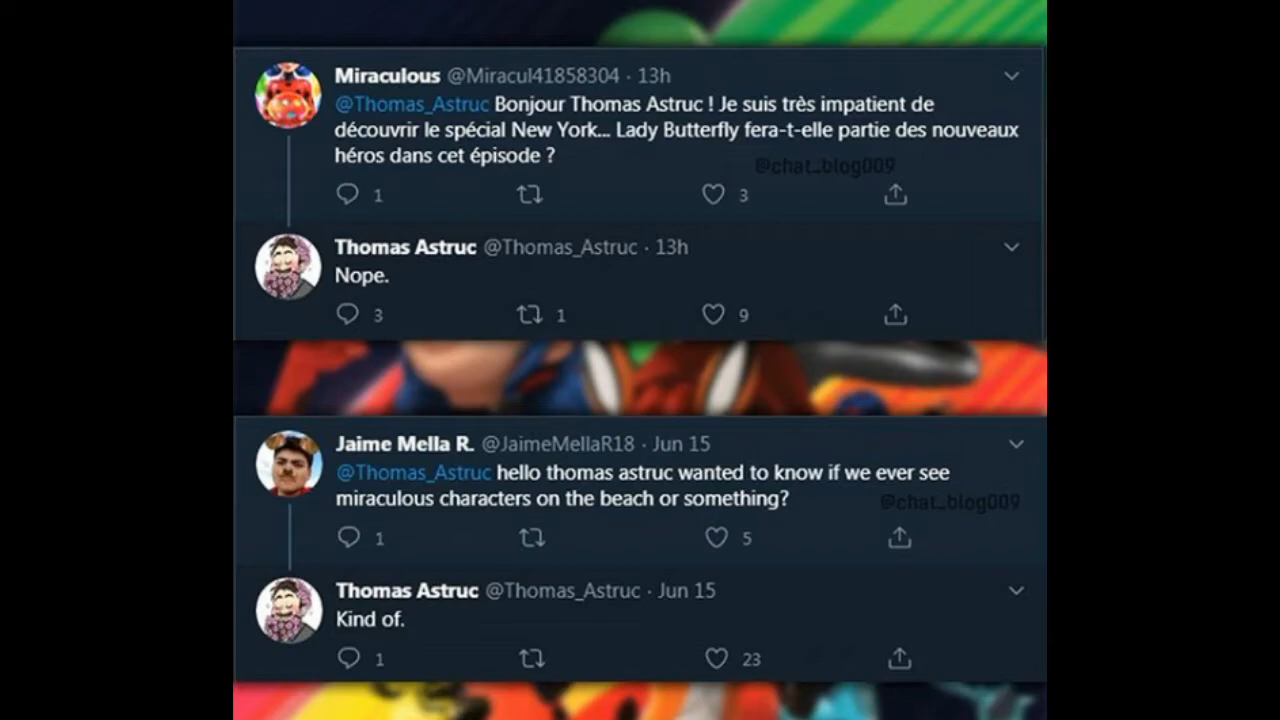 Miraculous @Miracul41858304 · 13h
@Thomas_Astruc Bonjour Thomas Astruc ! Je suis très impatient de
découvrir le spécial New York... Lady Butterfly fera-t-elle partie des nouveaux
héros dans cet épisode ?
@chat_blog009
1 3
Thomas Astruc @Thomas_Astruc · 13h
Nope.
3 1 9
Jaime Mella R. @JaimeMellaR18 · Jun 15
@Thomas_Astruc hello thomas astruc wanted to know if we ever see
miraculous characters on the beach or something?
@chat_blog009
1 5
Thomas Astruc @Thomas_Astruc · Jun 15
Kind of.
1 23